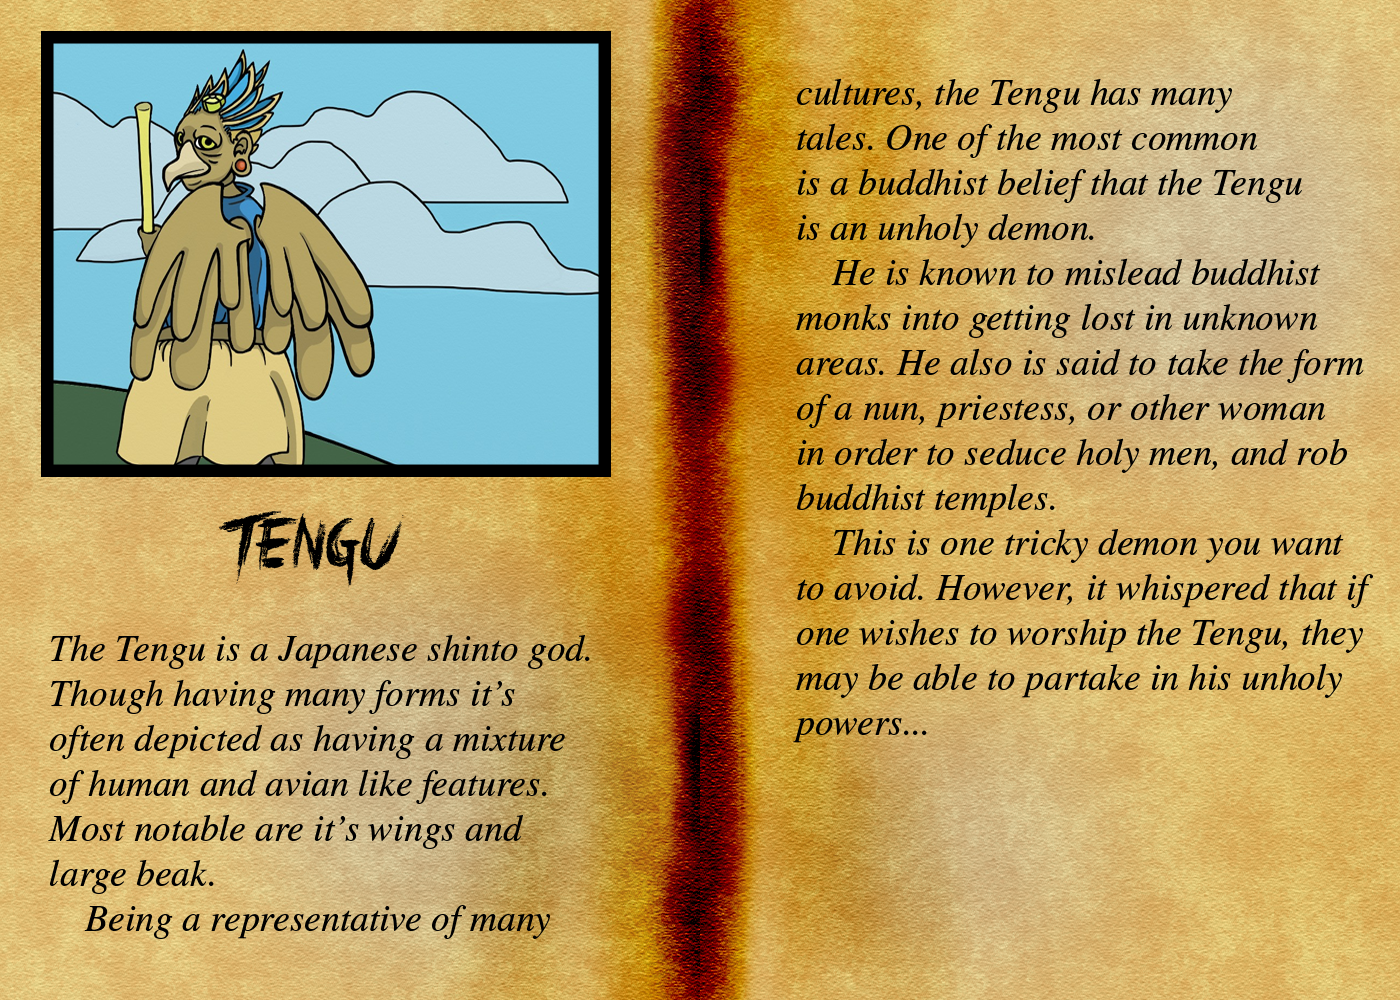 TENGU
The Tengu is a Japanese shinto god.
Though having many forms it’s
often depicted as having a mixture
of human and avian like features.
Most notable are it’s wings and
large beak.
Being a representative of many
cultures, the Tengu has many
tales. One of the most common
is a buddhist belief that the Tengu
is an unholy demon.
He is known to mislead buddhist
monks into getting lost in unknown
areas. He also is said to take the form
of a nun, priestess, or other woman
in order to seduce holy men, and rob
buddhist temples.
This is one tricky demon you want
to avoid. However, it whispered that if
one wishes to worship the Tengu, they
may be able to partake in his unholy
powers...